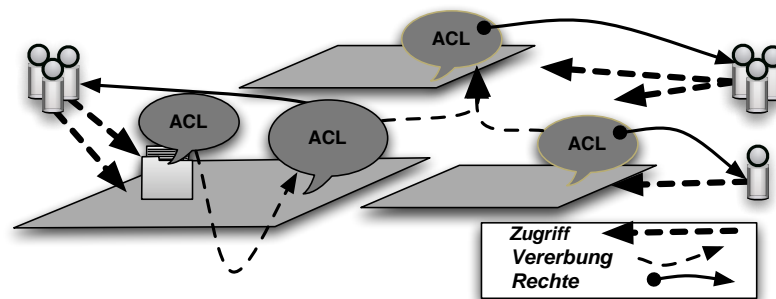 ACL
ACL
ACL
ACL
Zugriff
Vererbung
Rechte